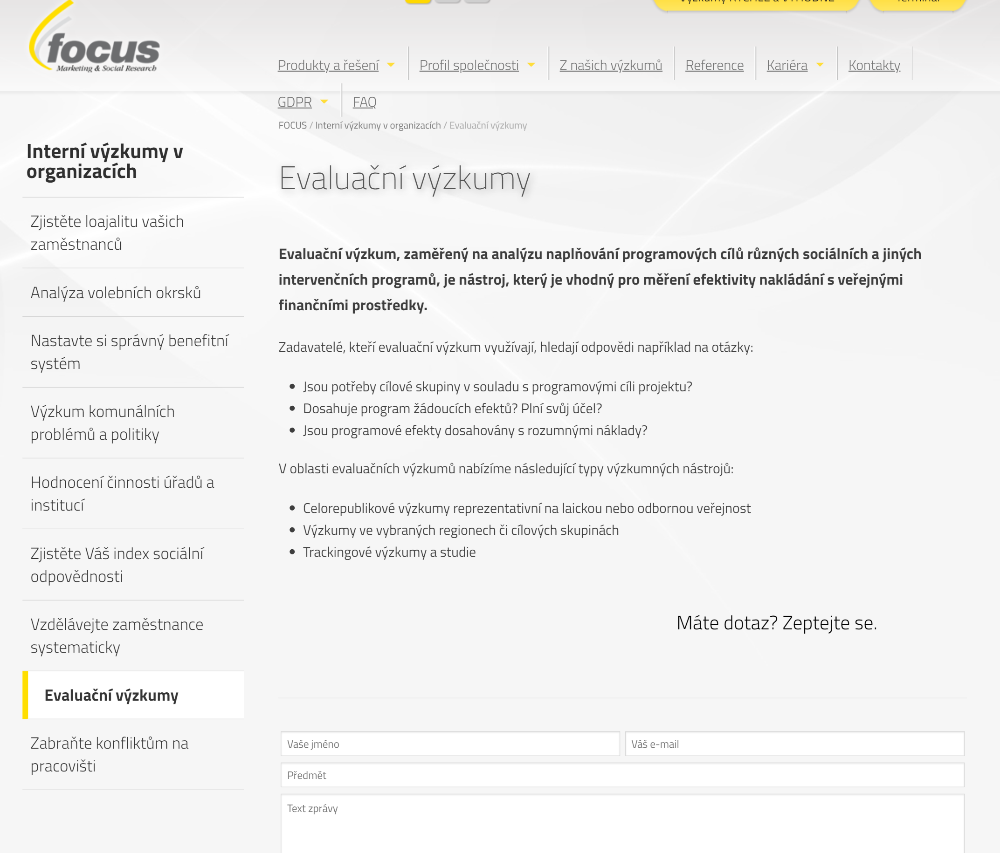 focus
Marketing & Social Research
Produkty a řešení
Profil společnosti
Z našich výzkumů
Reference
Kariéra
Kontakty
GDPR
FAQ
FOCUS / Interní výzkumy v organizacích / Evaluační výzkumy
Interní výzkumy v
organizacích
Zjistěte loajalitu vašich
zaměstnanců
Analýza volebních okrsků
Nastavte si správný benefitní
systém
Výzkum komunálních
problémů a politiky
Hodnocení činnosti úřadů a
institucí
Zjistěte Váš index sociální
odpovědnosti
Vzdělávejte zaměstnance
systematicky
Evaluační výzkumy
Zabraňte konfliktům na
pracovišti
Evaluační výzkumy
Evaluační výzkum, zaměřený na analýzu naplňování programových cílů různých sociálních a jiných
intervenčních programů, je nástroj, který je vhodný pro měření efektivity nakládání s veřejnými
finančními prostředky.
Zadavatelé, kteří evaluační výzkum využívají, hledají odpovědi například na otázky:
• Jsou potřeby cílové skupiny v souladu s programovými cíli projektu?
• Dosahuje program žádoucích efektů? Plní svůj účel?
• Jsou programové efekty dosahovány s rozumnými náklady?
V oblasti evaluačních výzkumů nabízíme následující typy výzkumných nástrojů:
• Celorepublikové výzkumy reprezentativní na laickou nebo odbornou veřejnost
• Výzkumy ve vybraných regionech či cílových skupinách
• Trackingové výzkumy a studie
Máte dotaz? Zeptejte se.
Vaše jméno
Váš e-mail
Předmět
Text zprávy